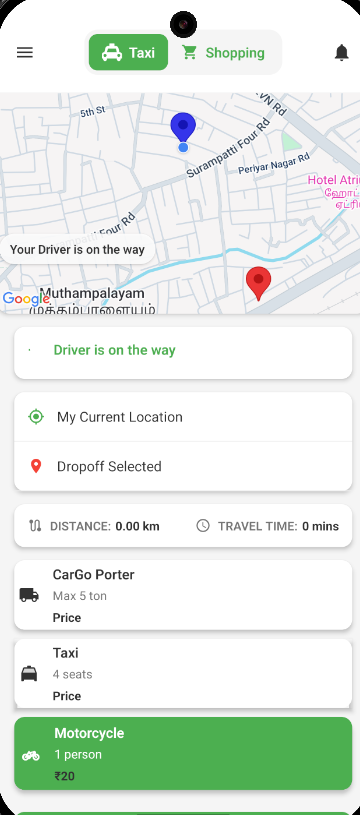 Taxi
Shopping
5th St
VN Rd
Surampatti Four Rd
Periyar Nagar Rd
Hotel Atri
ஹோட்
ஏட்ரி
Four Rd
Your Driver is on the way
Google
Muthampalayam
முத்தம்பாளையம்
Driver is on the way
My Current Location
Dropoff Selected
DISTANCE: 0.00 km
TRAVEL TIME: 0 mins
CarGo Porter
Max 5 ton
Price
Taxi
4 seats
Price
Motorcycle
1 person
₹20